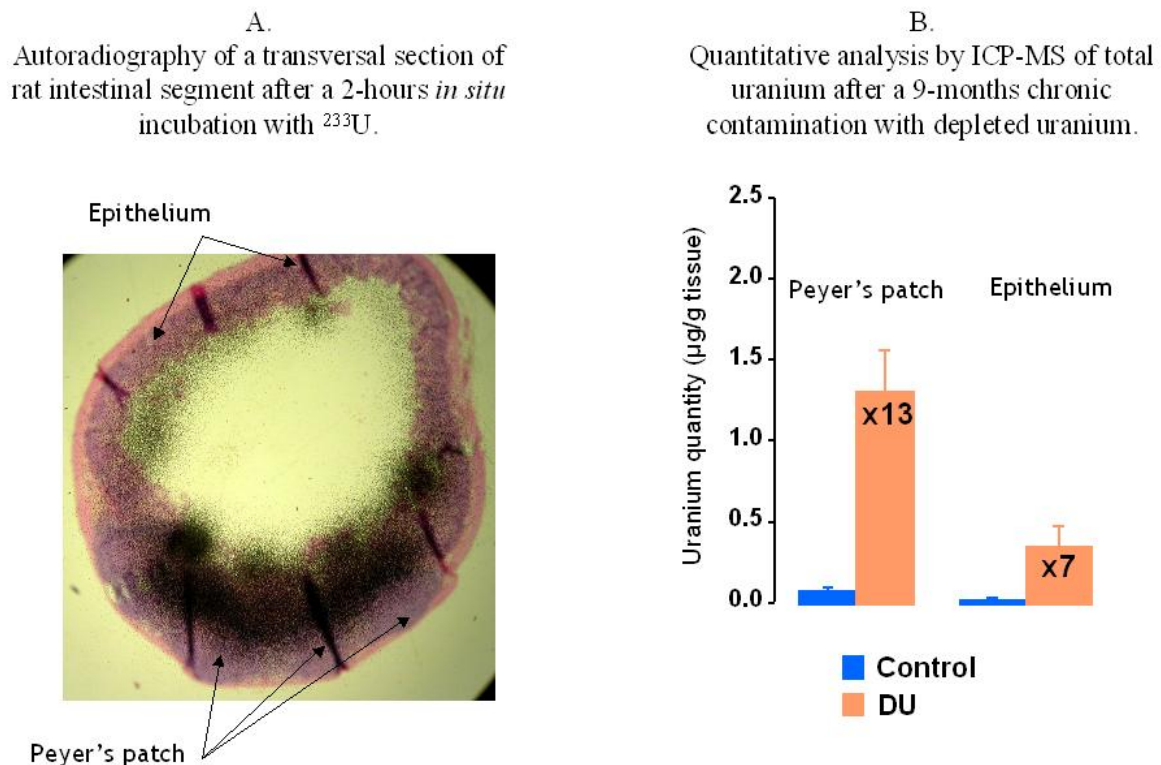 A.
Autoradiography of a transversal section of
rat intestinal segment after a 2-hours in situ
incubation with ²³³U.
Epithelium
Peyer's patch
B.
Quantitative analysis by ICP-MS of total
uranium after a 9-months chronic
contamination with depleted uranium.
Uranium quantity (µg/g tissue)
2.5
2.0
1.5
1.0
0.5
0.0
Peyer's patch
Epithelium
x13
x7
Control
DU